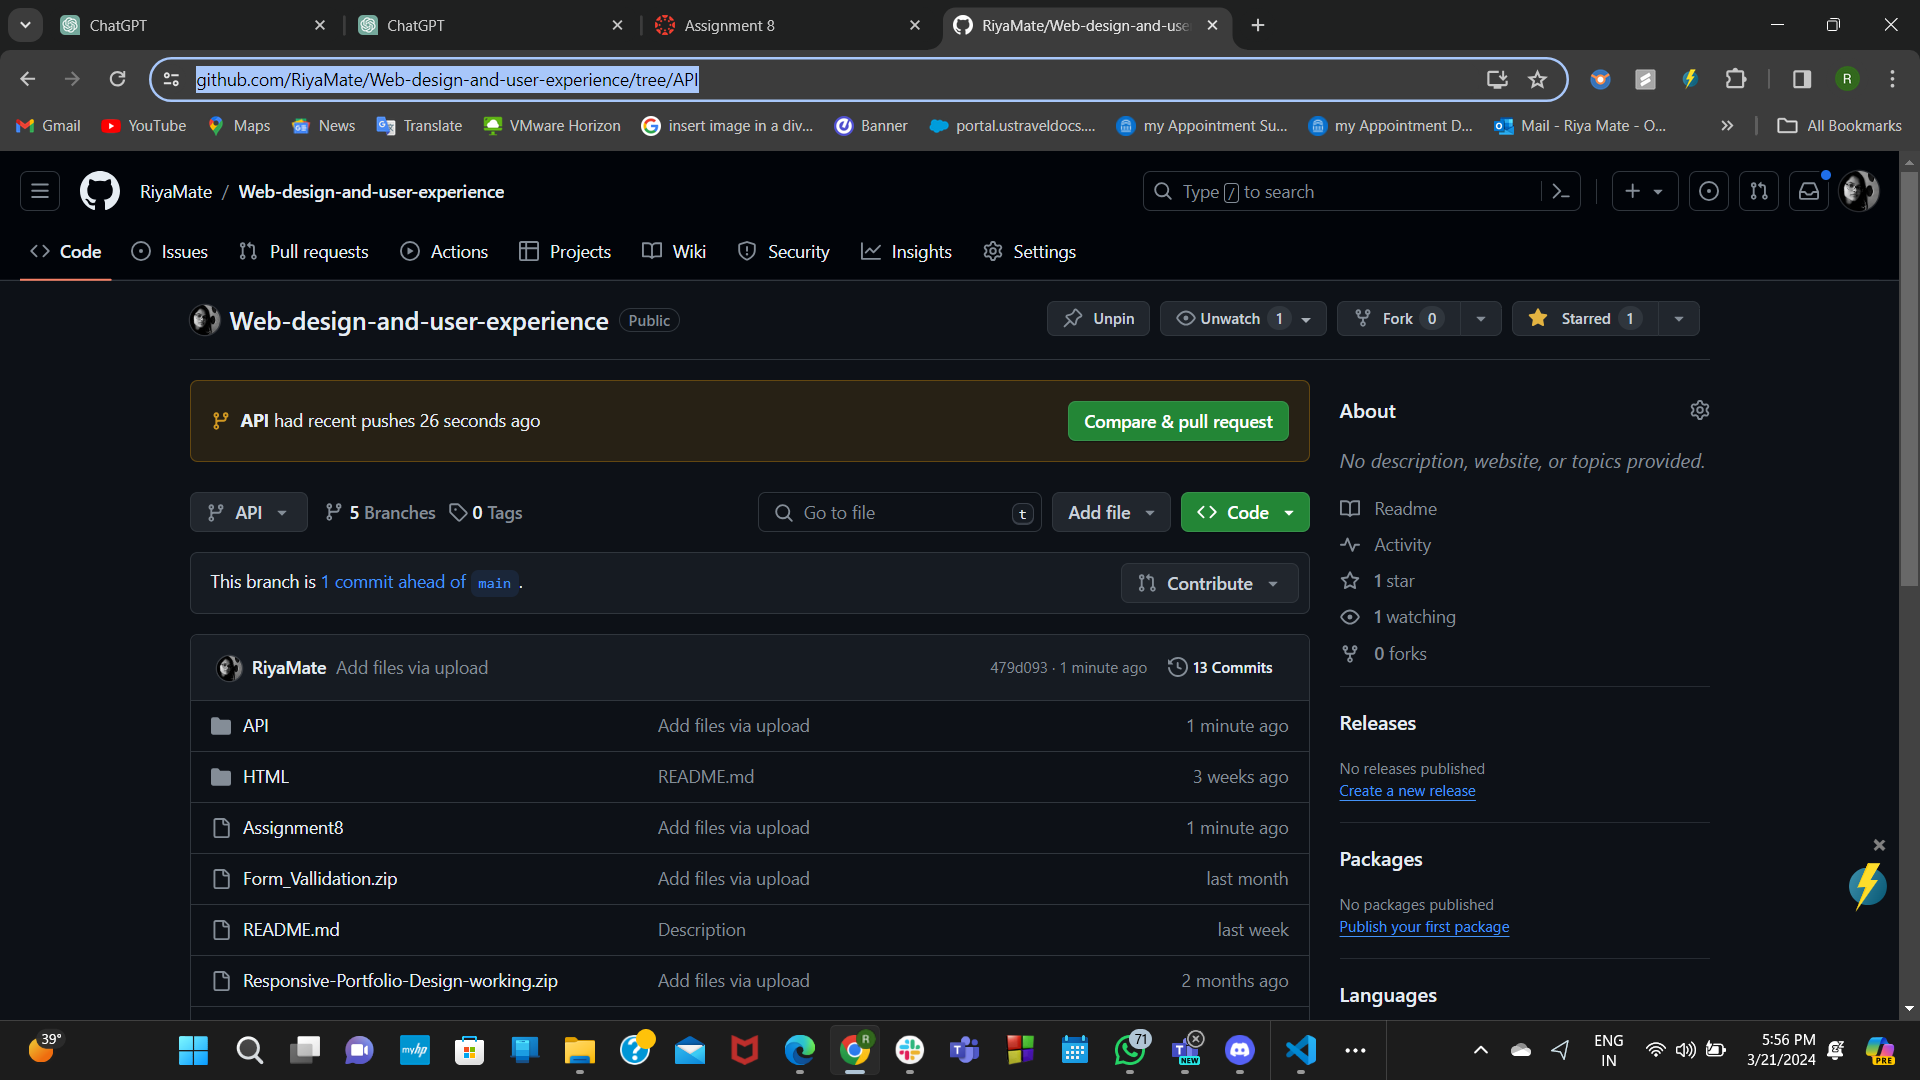 ChatGPT
ChatGPT
Assignment 8
RiyaMate/Web-design-and-use
github.com/RiyaMate/Web-design-and-user-experience/tree/API
R
Gmail
YouTube
Maps
News
Translate
VMware Horizon
insert image in a div...
Banner
portal.ustraveldocs....
my Appointment Su...
my Appointment D...
Mail - Riya Mate - O...
All Bookmarks
RiyaMate / Web-design-and-user-experience
Type / to search
Code
Issues
Pull requests
Actions
Projects
Wiki
Security
Insights
Settings
Web-design-and-user-experience Public
Unpin
Unwatch 1
Fork 0
Starred 1
API had recent pushes 26 seconds ago
Compare & pull request
API
5 Branches
0 Tags
Go to file t
Add file
Code
This branch is 1 commit ahead of main .
Contribute
RiyaMate Add files via upload 479d093 · 1 minute ago 13 Commits
API Add files via upload 1 minute ago
HTML README.md 3 weeks ago
Assignment8 Add files via upload 1 minute ago
Form_Vallidation.zip Add files via upload last month
README.md Description last week
Responsive-Portfolio-Design-working.zip Add files via upload 2 months ago
About
No description, website, or topics provided.
Readme
Activity
1 star
1 watching
0 forks
Releases
No releases published
Create a new release
Packages
No packages published
Publish your first package
Languages
39°
myhp
R
71
NEW
ENG
IN
5:56 PM
3/21/2024
PRE